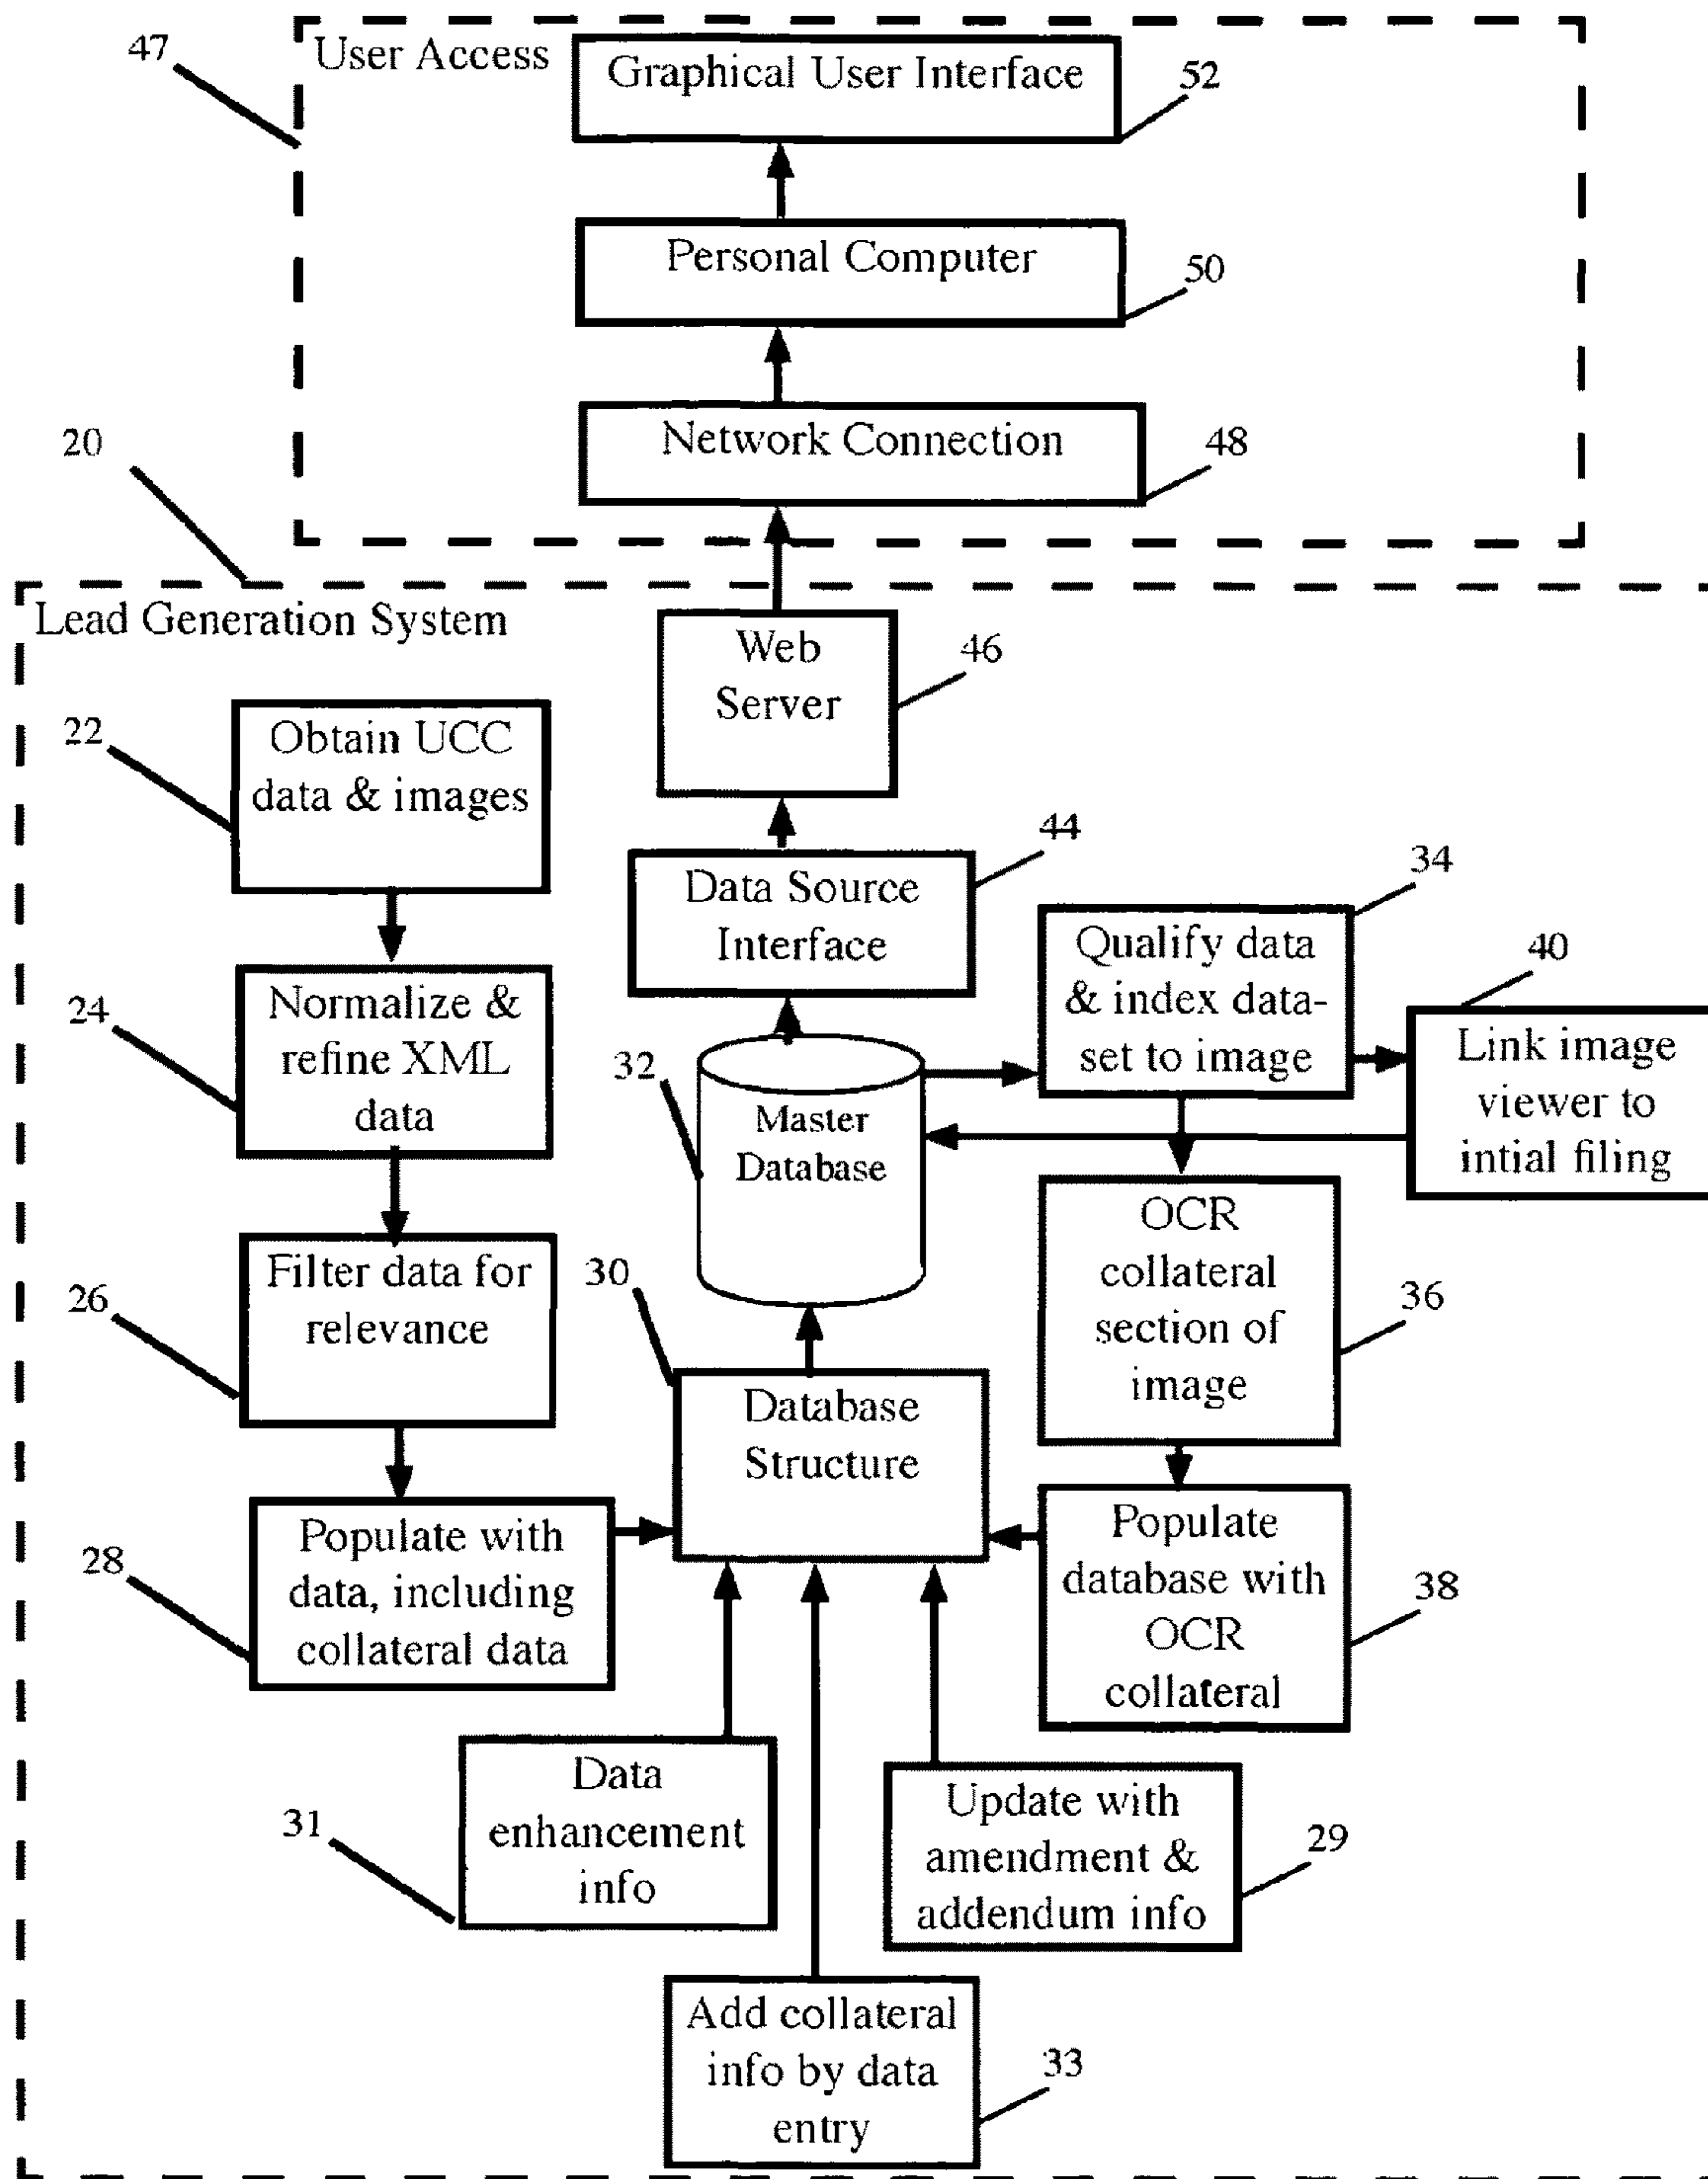 47
User Access
Graphical User Interface
52
Personal Computer
50
Network Connection
48
20
Lead Generation System
Web
Server
46
22
Obtain UCC
data & images
Data Source
Interface
44
34
Qualify data
& index data-
set to image
40
Link image
viewer to
intial filing
24
Normalize &
refine XML
data
32
Master
Database
OCR
collateral
section of
image
36
26
Filter data for
relevance
30
Database
Structure
28
Populate with
data, including
collateral data
Populate
database with
OCR
collateral
38
31
Data
enhancement
info
Update with
amendment &
addendum info
29
Add collateral
info by data
entry
33